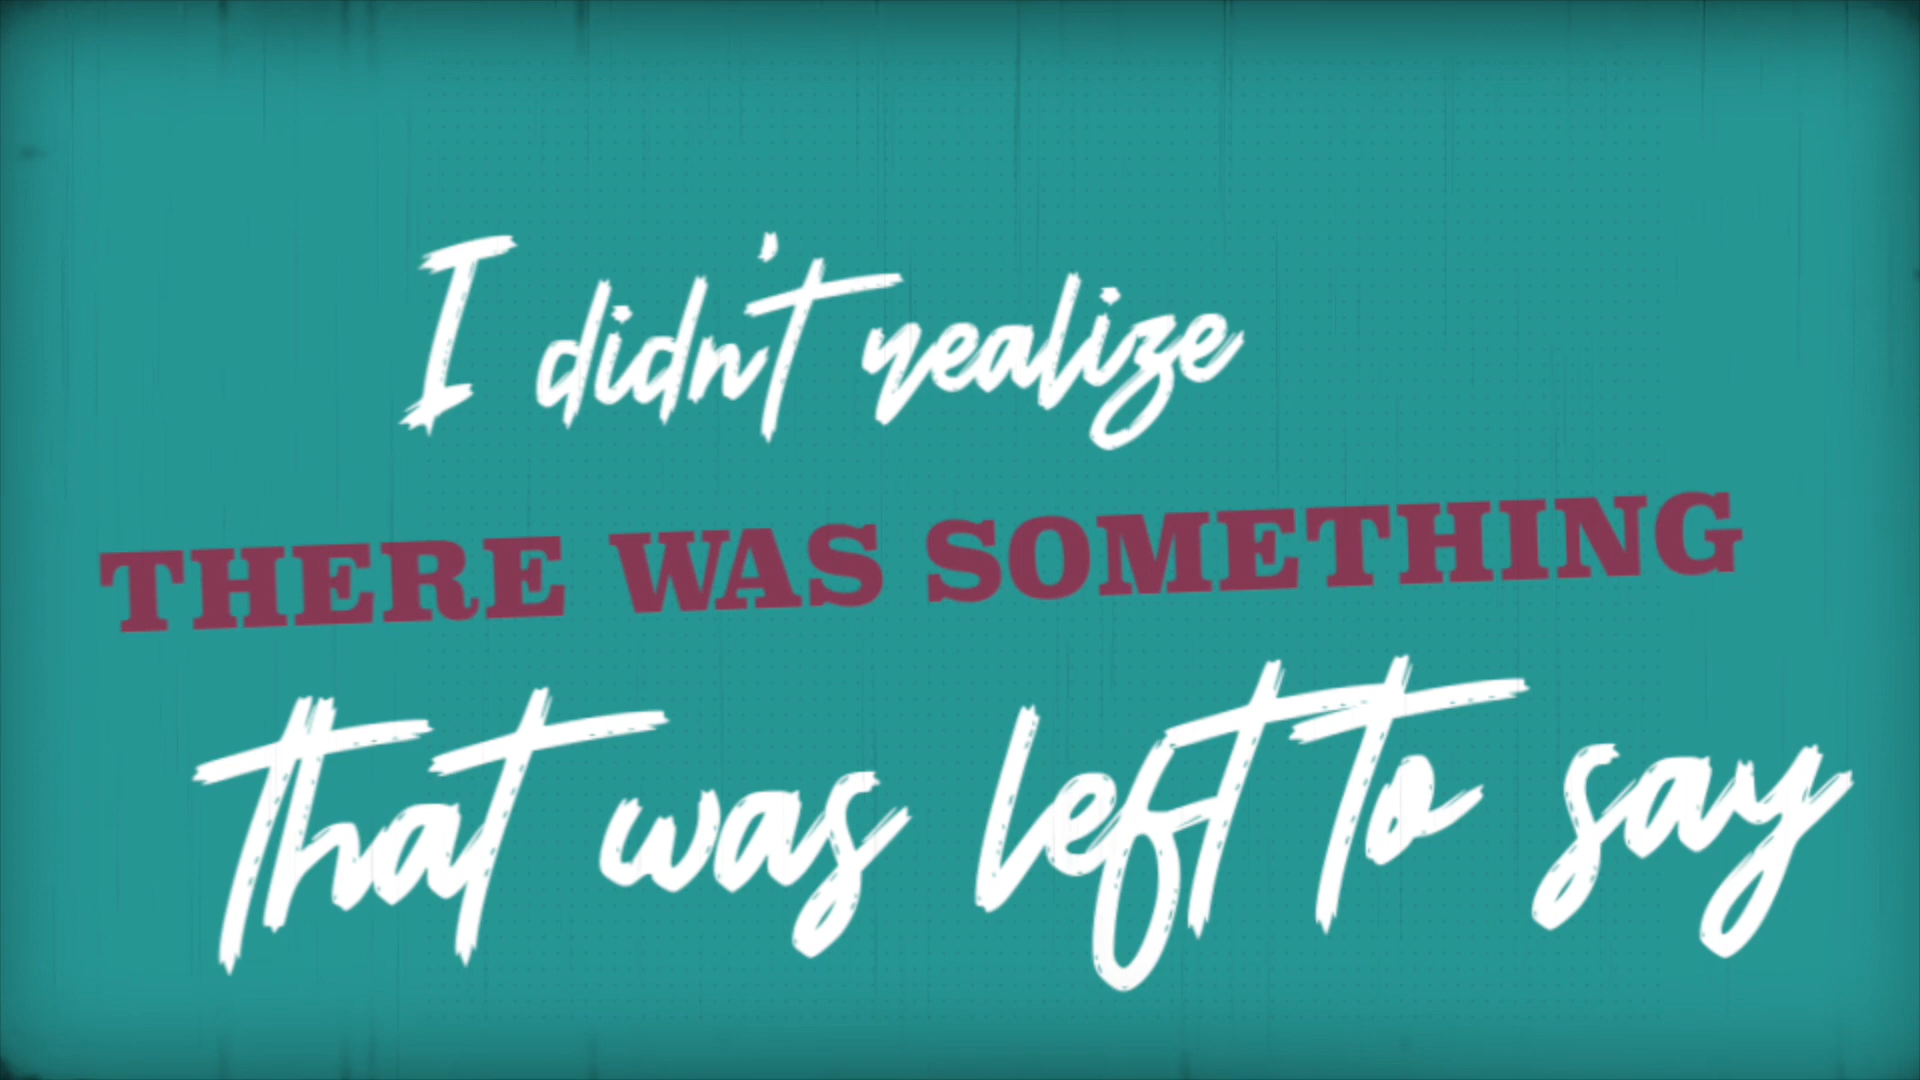 I didn't realize
THERE WAS SOMETHING
that was left to say